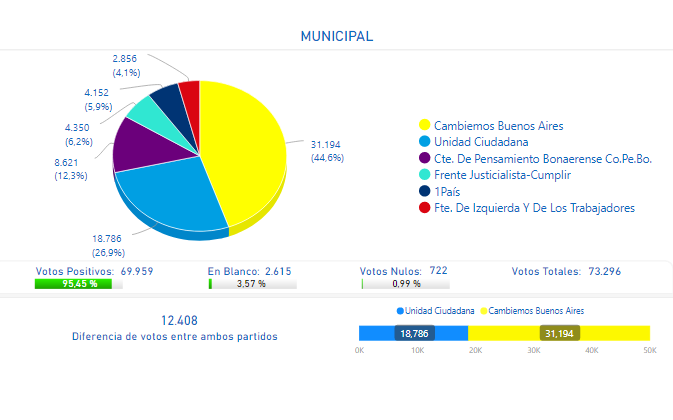 MUNICIPAL
2.856
(4,1%)
4.152
(5,9%)
4.350
(6,2%)
8.621
(12,3%)
18.786
(26,9%)
31.194
(44,6%)
Cambiemos Buenos Aires
Unidad Ciudadana
Cte. De Pensamiento Bonaerense Co.Pe.Bo.
Frente Justicialista-Cumplir
1País
Fte. De Izquierda Y De Los Trabajadores
Votos Positivos: 69.959
95,45 %
En Blanco: 2.615
3,57 %
Votos Nulos: 722
0,99 %
Votos Totales: 73.296
12.408
Diferencia de votos entre ambos partidos
Unidad Ciudadana Cambiemos Buenos Aires
18,786 31,194
0K 10K 20K 30K 40K 50K